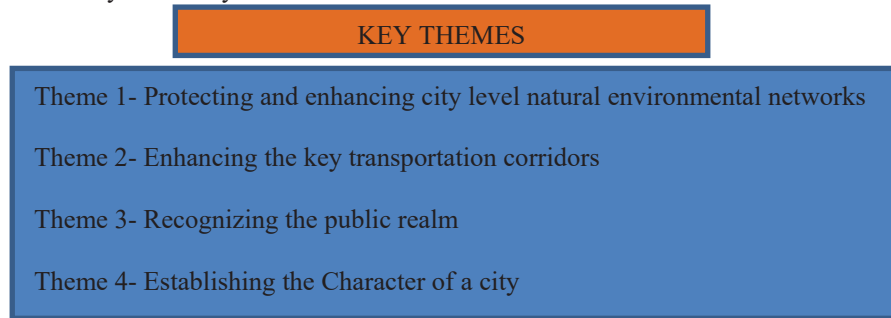 KEY THEMES
Theme 1- Protecting and enhancing city level natural environmental networks
Theme 2- Enhancing the key transportation corridors
Theme 3- Recognizing the public realm
Theme 4- Establishing the Character of a city